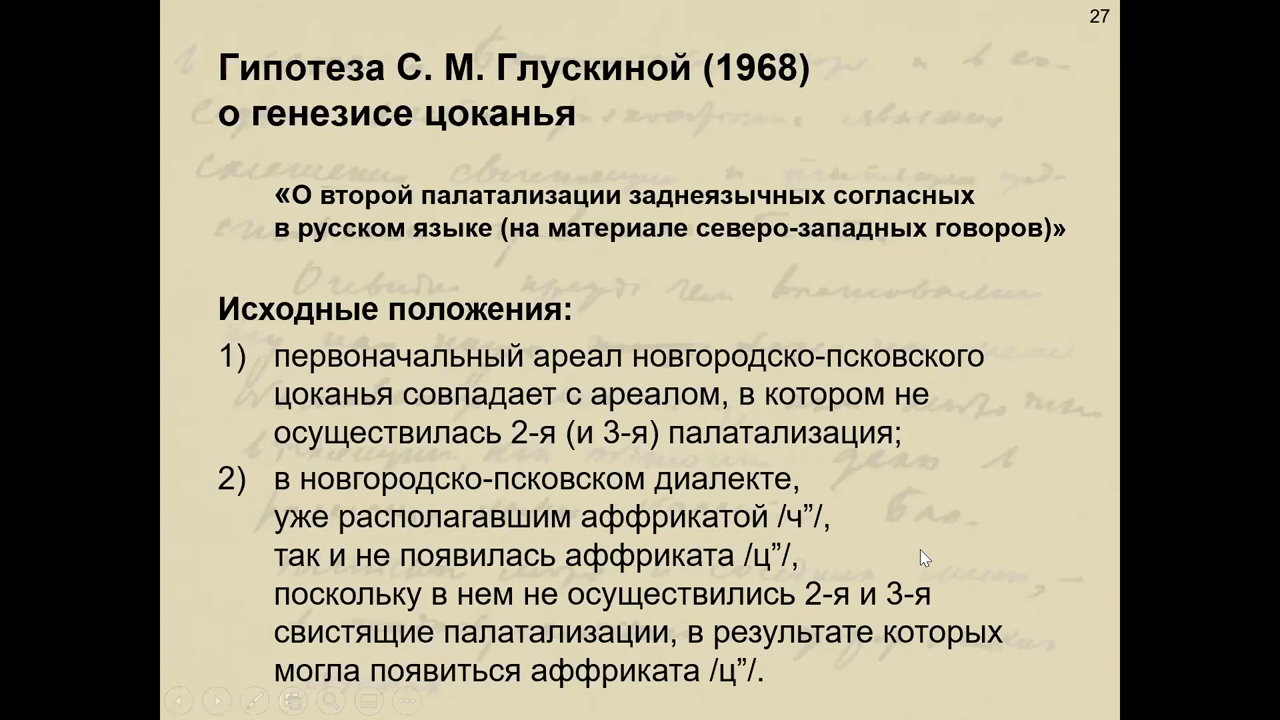 27
Гипотеза С. М. Глускиной (1968)
о генезисе цоканья
«О второй палатализации заднеязычных согласных
в русском языке (на материале северо-западных говоров)»
Исходные положения:
1) первоначальный ареал новгородско-псковского
цоканья совпадает с ареалом, в котором не
осуществилась 2-я (и 3-я) палатализация;
2) в новгородско-псковском диалекте,
уже располагавшим аффрикатой /ч”/,
так и не появилась аффриката /ц”/,
поскольку в нем не осуществились 2-я и 3-я
свистящие палатализации, в результате которых
могла появиться аффриката /ц”/.